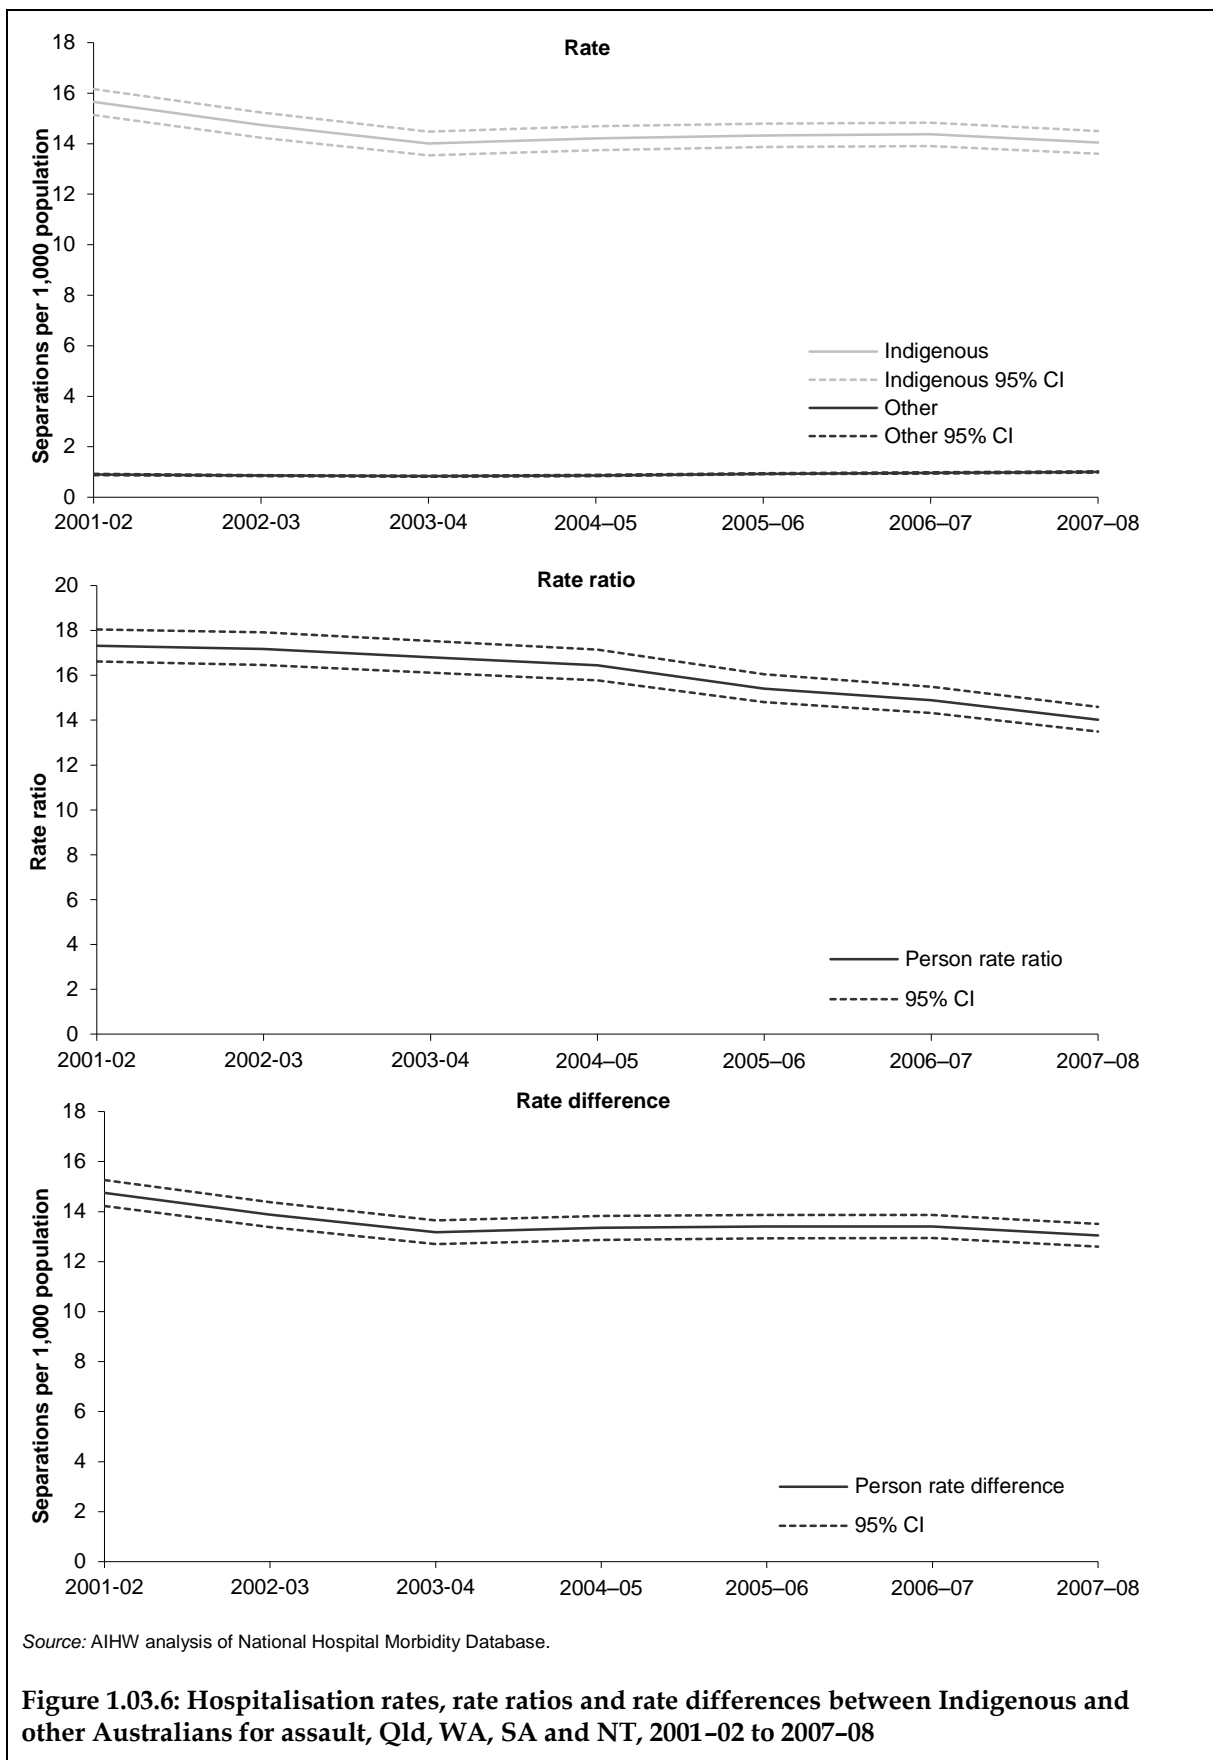 Rate
18
16
14
12
10
8
6
4
2
0
Separations per 1,000 population
Indigenous
Indigenous 95% CI
Other
Other 95% CI
2001-02 2002-03 2003-04 2004–05 2005–06 2006–07 2007–08
Rate ratio
20
18
16
14
12
10
8
6
4
2
0
Rate ratio
Person rate ratio
95% CI
2001-02 2002-03 2003-04 2004–05 2005–06 2006–07 2007–08
Rate difference
18
16
14
12
10
8
6
4
2
0
Separations per 1,000 population
Person rate difference
95% CI
2001-02 2002-03 2003-04 2004–05 2005–06 2006–07 2007–08
Source: AIHW analysis of National Hospital Morbidity Database.
Figure 1.03.6: Hospitalisation rates, rate ratios and rate differences between Indigenous and
other Australians for assault, Qld, WA, SA and NT, 2001–02 to 2007–08